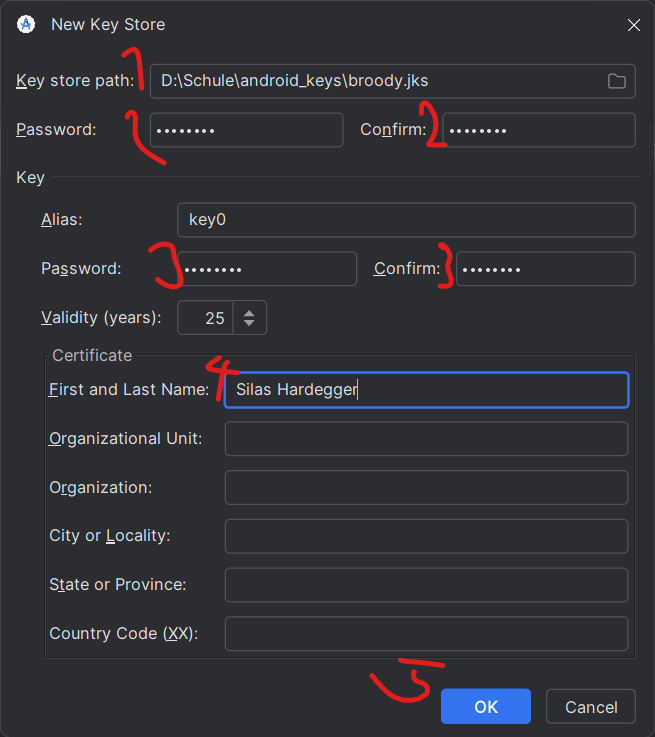 New Key Store
1
Key store path: D:\Schule\android_keys\broody.jks
2 2
Password: •••••••• Confirm: ••••••••
Key
Alias: key0
3 3
Password: •••••••• Confirm: ••••••••
Validity (years): 25
Certificate
4
First and Last Name: Silas Hardegger
Organizational Unit:
Organization:
City or Locality:
State or Province:
Country Code (XX):
5
OK Cancel